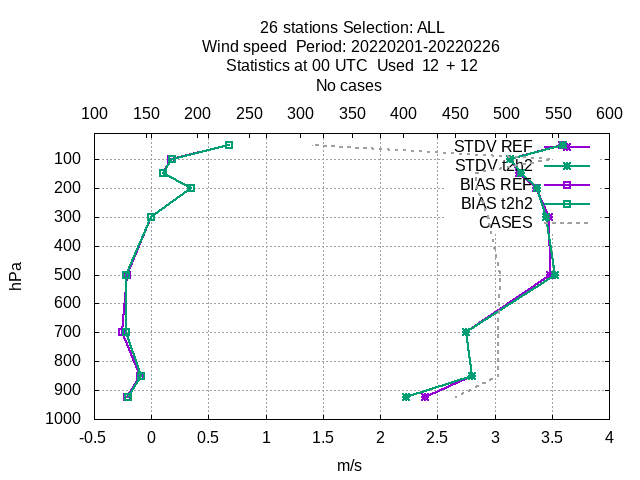 26 stations Selection: ALL
Wind speed  Period: 20220201-20220226
Statistics at 00 UTC  Used  12  + 12
No cases
100 167 200 250 300 350 400 450 500 550 600
STDV REF
100
STDV t2h2
200
BIAS REF
BIAS t2h2
300
CASES
400
500
600
700
800
900
1000
hPa
-0.5 0 0.5 1 1.5 2 2.5 3 3.5 4
m/s